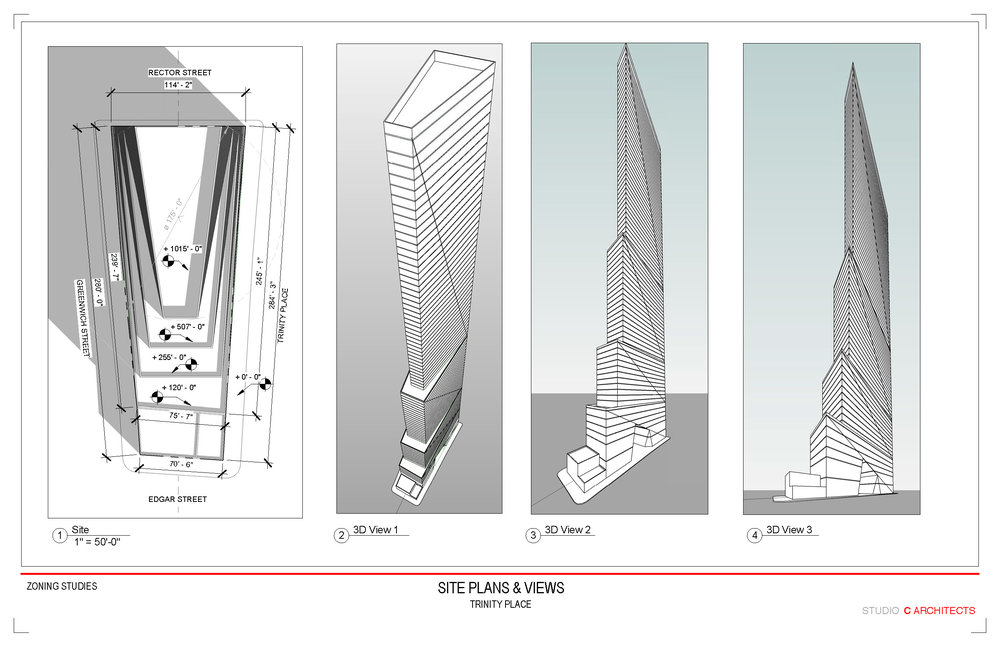 RECTOR STREET
114' - 2"
ø 175' - 0"
+ 1015' - 0"
239' - 7"
280' - 0"
GREENWICH STREET
245' - 1"
284' - 3"
TRINITY PLACE
+ 507' - 0"
+ 255' - 0"
+ 0' - 0"
+ 120' - 0"
75' - 7"
70' - 6"
EDGAR STREET
1 Site
1" = 50'-0"
2 3D View 1
3 3D View 2
4 3D View 3
ZONING STUDIES
SITE PLANS & VIEWS
TRINITY PLACE
STUDIO C ARCHITECTS